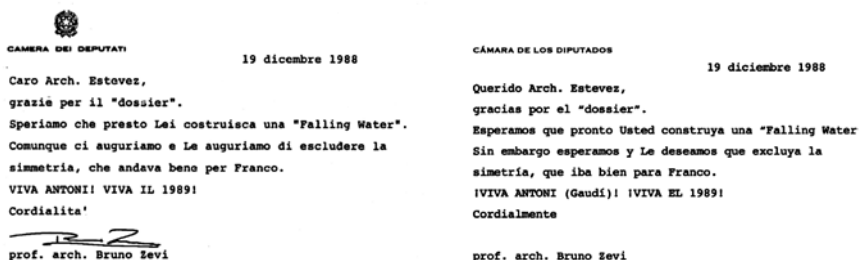 CAMERA DEI DEPUTATI
19 dicembre 1988
Caro Arch. Estevez,
grazie per il "dossier".
Speriamo che presto Lei costruisca una "Falling Water".
Comunque ci auguriamo e Le auguriamo di escludere la
simmetria, che andava bene per Franco.
VIVA ANTONI! VIVA IL 1989!
Cordialita'
prof. arch. Bruno Zevi
CÁMARA DE LOS DIPUTADOS
19 diciembre 1988
Querido Arch. Estevez,
gracias por el "dossier".
Esperamos que pronto Usted construya una "Falling Water
Sin embargo esperamos y Le deseamos que excluya la
simetría, que iba bien para Franco.
!VIVA ANTONI (Gaudí)! !VIVA EL 1989!
Cordialmente
prof. arch. Bruno Zevi